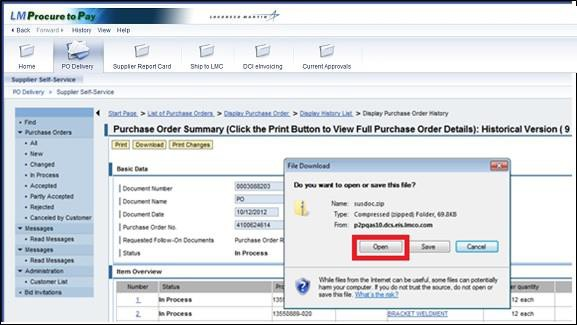 LM Procure to Pay
LOCKHEED MARTIN
Back Forward History View Help
Home PO Delivery Supplier Report Card Ship to LMC DCI eInvoicing Current Approvals
Supplier Self-Service
PO Delivery > Supplier Self-Service
Start Page > List of Purchase Orders > Display Purchase Order > Display History List > Display Purchase Order History
Purchase Order Summary (Click the Print Button to View Full Purchase Order Details): Historical Version ( 9
Print Download Print Changes
Find
Purchase Orders
All
New
Changed
In Process
Accepted
Partly Accepted
Rejected
Canceled by Customer
Messages
Read Messages
Messages
Read Messages
Administration
Customer List
Bid Invitations
Basic Data
Document Number 0003088203
Document Name PO
Document Date 10/12/2012
Purchase Order No. 4100624614
Requested Follow-On Documents Purchase Order R
Status In Process
Item Overview
Number Status Pro er quantity
1 In Process 1355 12 each
2 In Process 13550889-020 BRACKET WELDMENT 12 each
File Download
Do you want to open or save this file?
Name: susdoc.zip
Type: Compressed (zipped) Folder, 69.8KB
From: p2pqas10.dcs.eis.lmco.com
Open Save Cancel
While files from the Internet can be useful, some files can potentially
harm your computer. If you do not trust the source, do not open or
save this file. What's the risk?